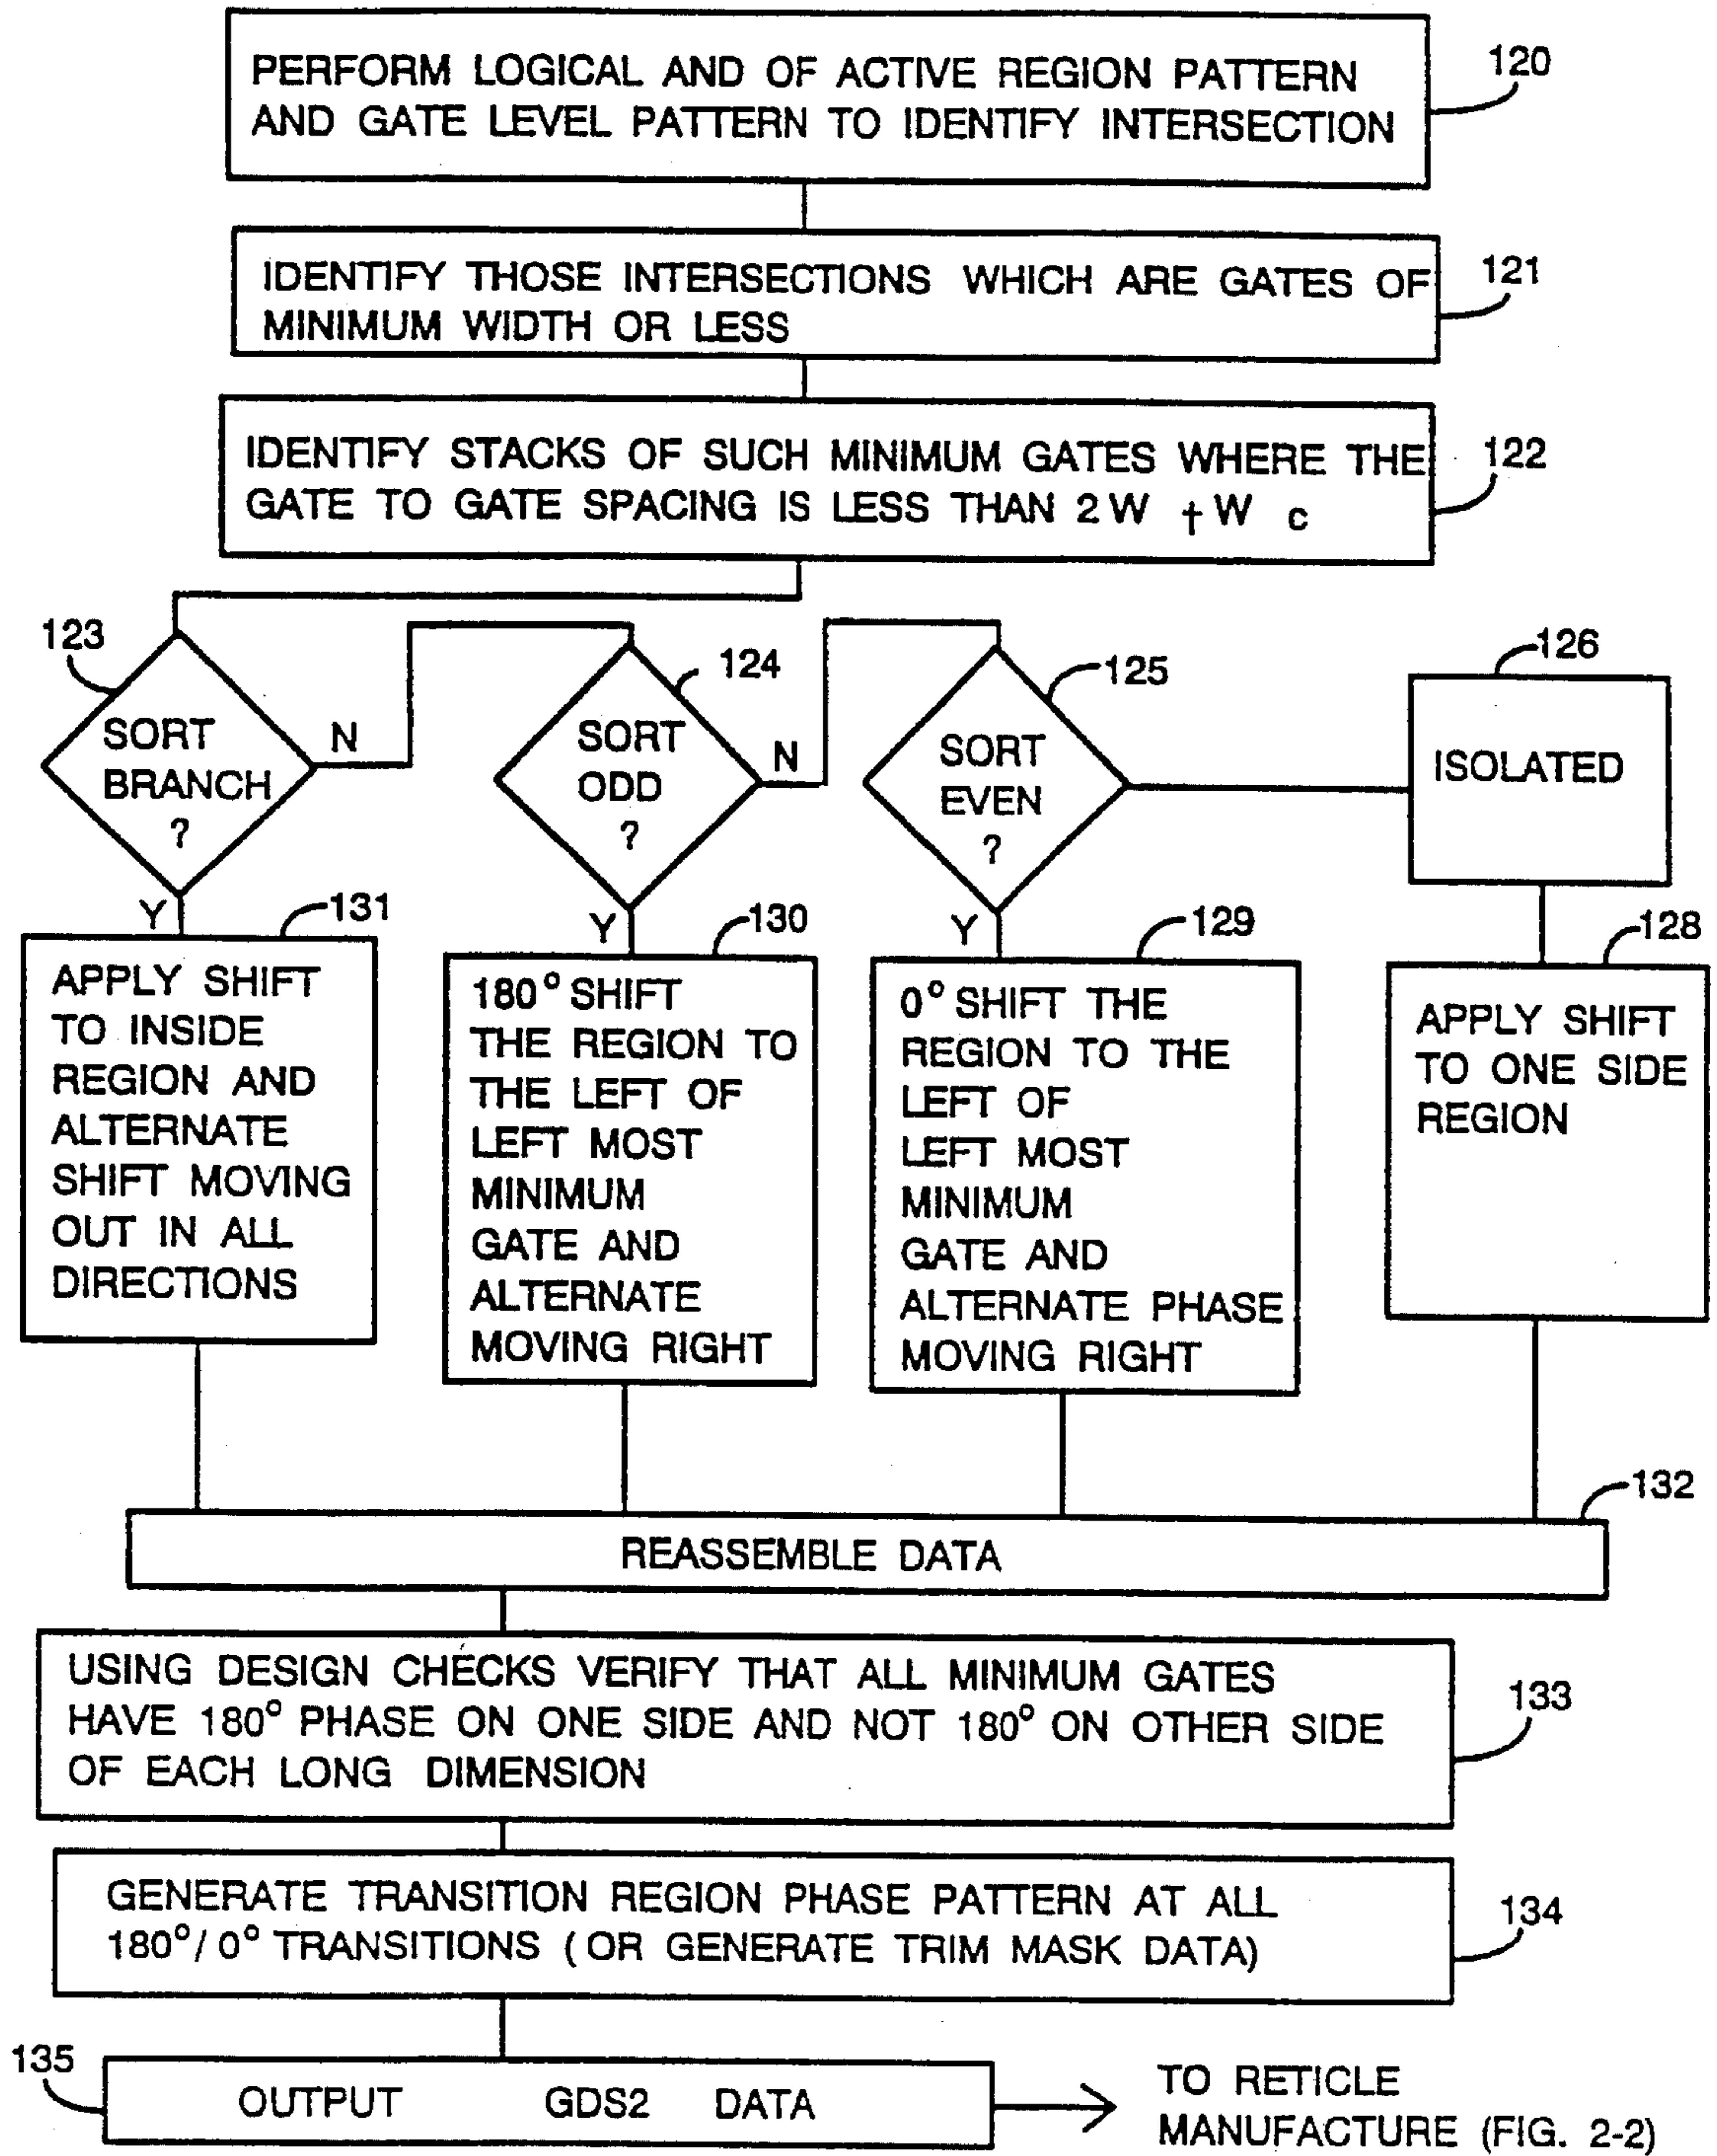 PERFORM LOGICAL AND OF ACTIVE REGION PATTERN
AND GATE LEVEL PATTERN TO IDENTIFY INTERSECTION
120
IDENTIFY THOSE INTERSECTIONS WHICH ARE GATES OF
MINIMUM WIDTH OR LESS
121
IDENTIFY STACKS OF SUCH MINIMUM GATES WHERE THE
GATE TO GATE SPACING IS LESS THAN 2 W † W c
122
123
SORT
BRANCH
?
N
Y
124
SORT
ODD
?
N
Y
125
SORT
EVEN
?
Y
126
ISOLATED
131
APPLY SHIFT
TO INSIDE
REGION AND
ALTERNATE
SHIFT MOVING
OUT IN ALL
DIRECTIONS
130
180° SHIFT
THE REGION TO
THE LEFT OF
LEFT MOST
MINIMUM
GATE AND
ALTERNATE
MOVING RIGHT
129
0° SHIFT THE
REGION TO THE
LEFT OF
LEFT MOST
MINIMUM
GATE AND
ALTERNATE PHASE
MOVING RIGHT
128
APPLY SHIFT
TO ONE SIDE
REGION
132
REASSEMBLE DATA
USING DESIGN CHECKS VERIFY THAT ALL MINIMUM GATES
HAVE 180° PHASE ON ONE SIDE AND NOT 180° ON OTHER SIDE
OF EACH LONG DIMENSION
133
GENERATE TRANSITION REGION PHASE PATTERN AT ALL
180°/ 0° TRANSITIONS ( OR GENERATE TRIM MASK DATA)
134
135
OUTPUT GDS2 DATA
TO RETICLE
MANUFACTURE (FIG. 2-2)